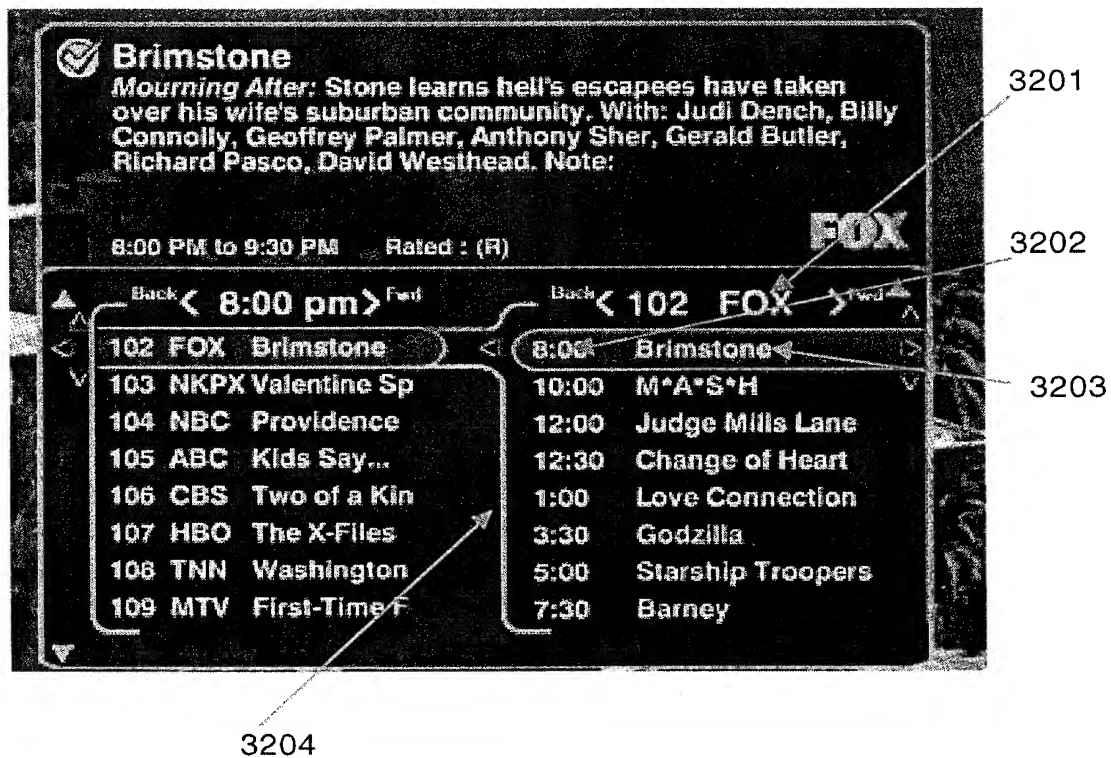 Brimstone
Mourning After: Stone learns hell's escapees have taken
over his wife's suburban community. With: Judi Dench, Billy
Connolly, Geoffrey Palmer, Anthony Sher, Gerald Butler,
Richard Pasco, David Westhead. Note:
FOX
8:00 PM to 9:30 PM Rated : (R)
Back < 8:00 pm > Fwd
102 FOX Brimstone
103 NKPX Valentine Sp
104 NBC Providence
105 ABC Kids Say...
106 CBS Two of a Kin
107 HBO The X-Files
108 TNN Washington
109 MTV First-Time F
Back < 102 FOX > Fwd
8:00 Brimstone
10:00 M*A*S*H
12:00 Judge Mills Lane
12:30 Change of Heart
1:00 Love Connection
3:30 Godzilla
5:00 Starship Troopers
7:30 Barney
3201
3202
3203
3204